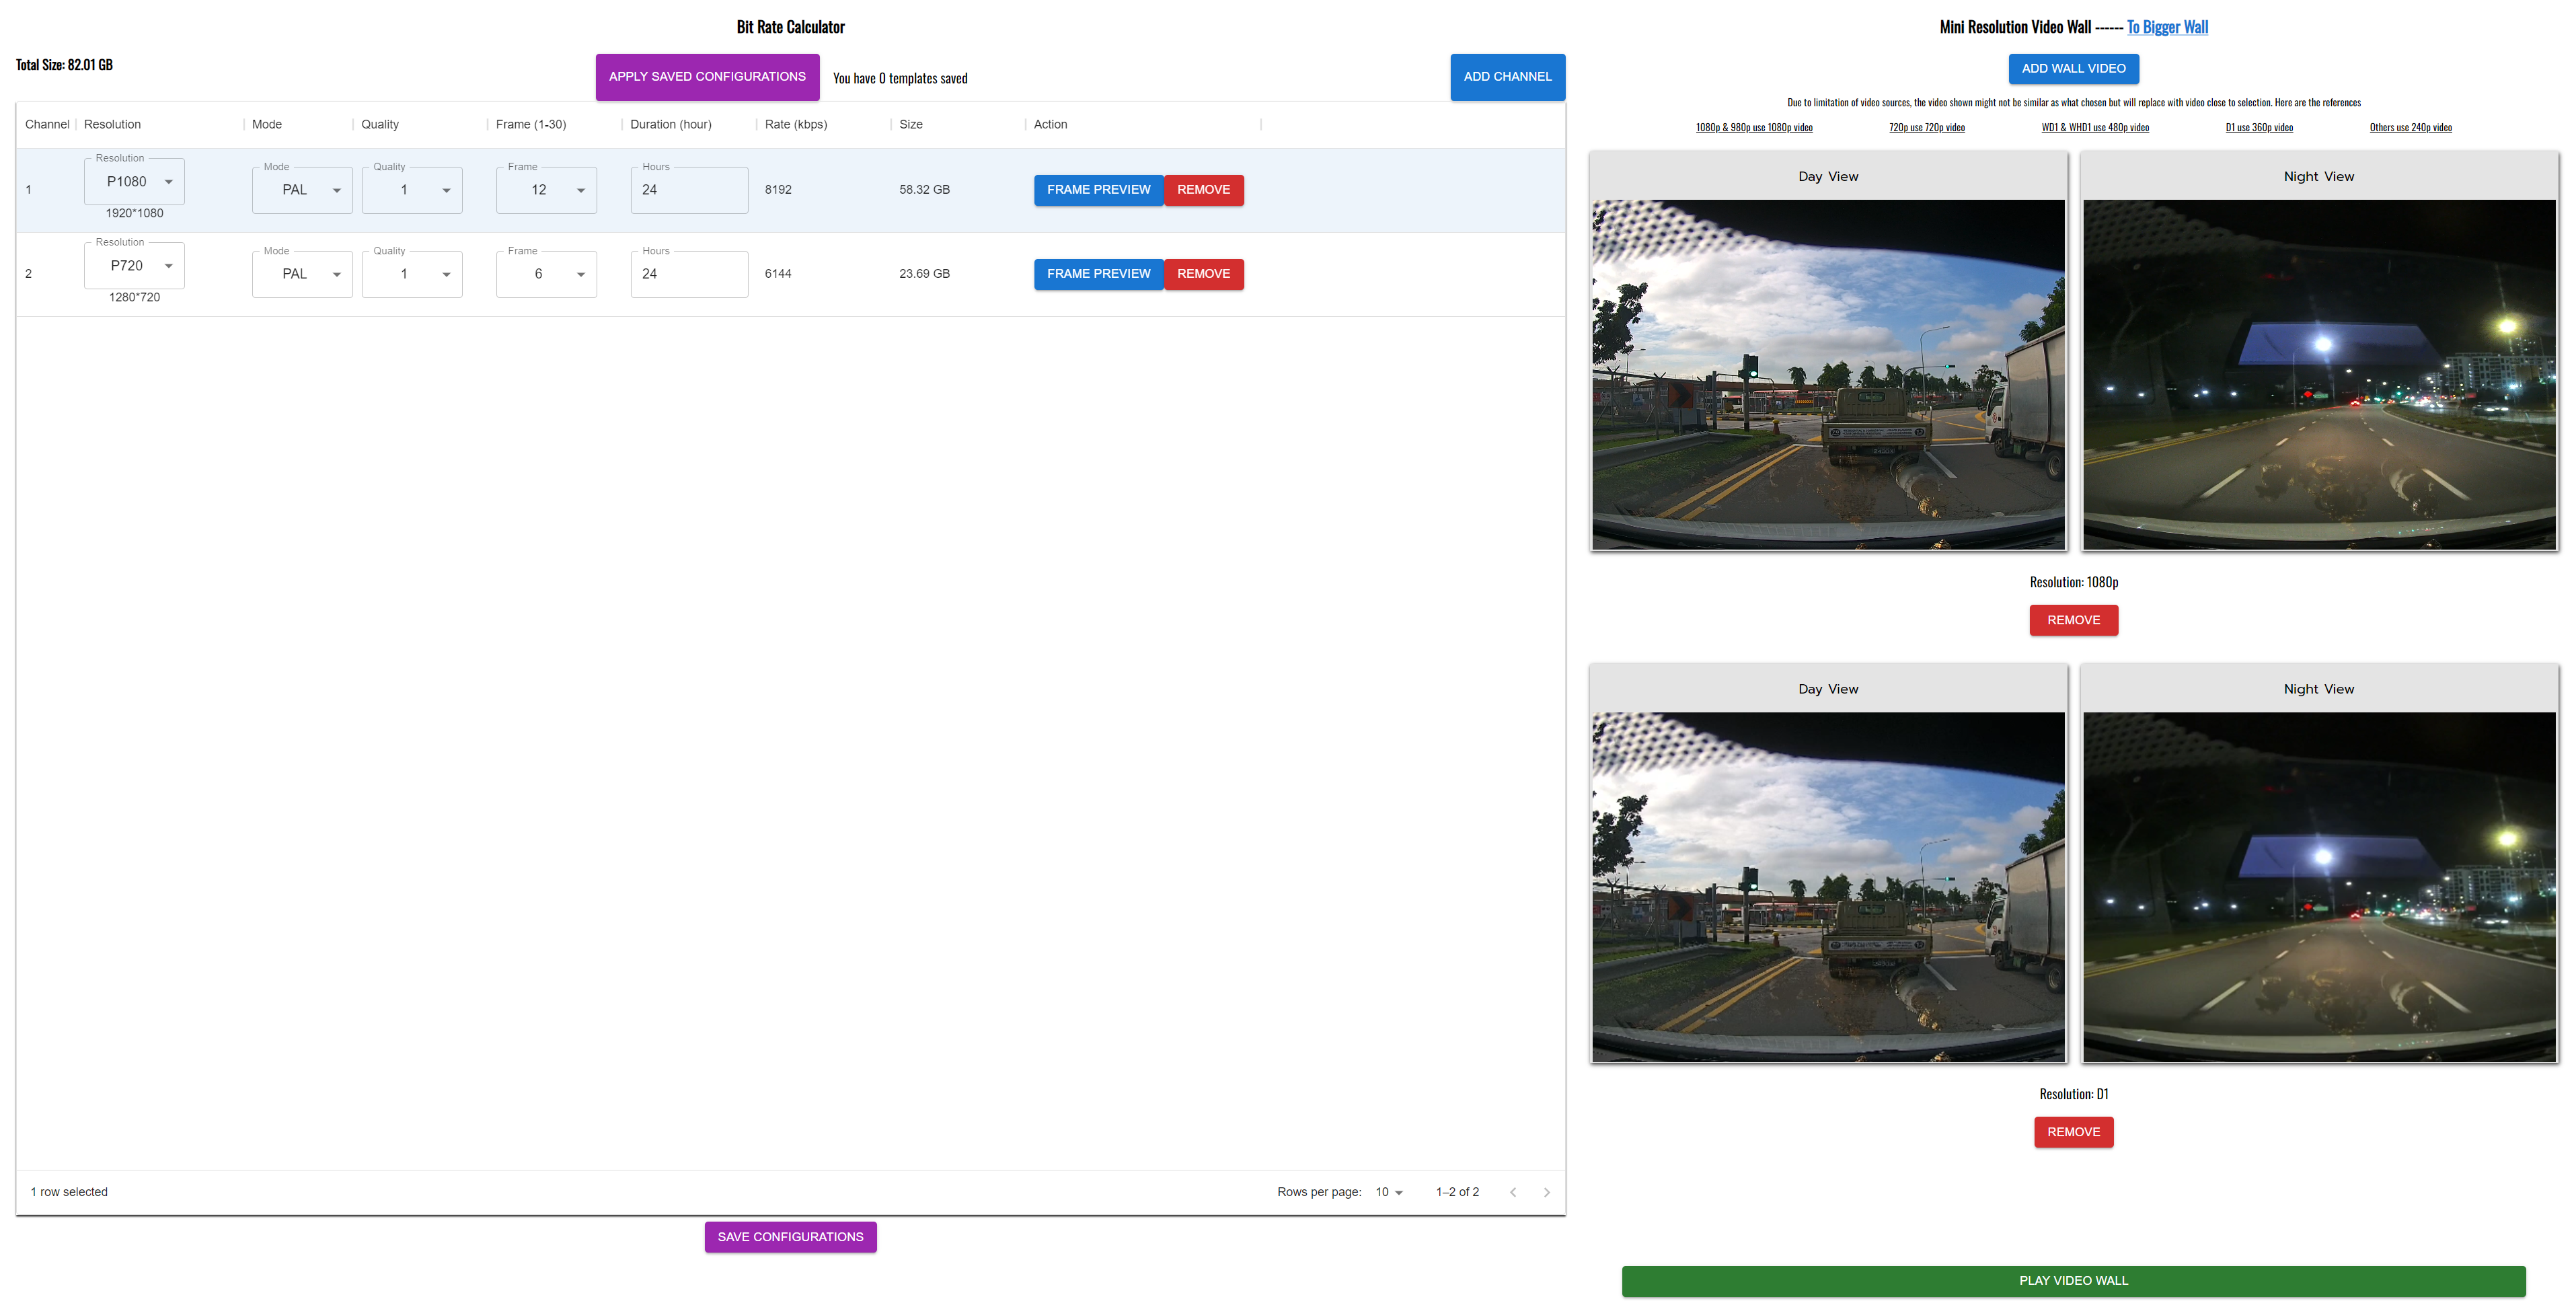 Bit Rate Calculator
Total Size: 82.01 GB
APPLY SAVED CONFIGURATIONS
You have 0 templates saved
ADD CHANNEL
Channel Resolution Mode Quality Frame (1-30) Duration (hour) Rate (kbps) Size Action
Resolution Mode Quality Frame Hours
1 P1080 PAL 1 12 24 8192 58.32 GB FRAME PREVIEW REMOVE
1920*1080
Resolution Mode Quality Frame Hours
2 P720 PAL 1 6 24 6144 23.69 GB FRAME PREVIEW REMOVE
1280*720
1 row selected
Rows per page: 10 1–2 of 2
SAVE CONFIGURATIONS
Mini Resolution Video Wall ------ To Bigger Wall
ADD WALL VIDEO
Due to limitation of video sources, the video shown might not be similar as what chosen but will replace with video close to selection. Here are the references
1080p & 980p use 1080p video 720p use 720p video WD1 & WHD1 use 480p video D1 use 360p video Others use 240p video
Day View Night View
Resolution: 1080p
REMOVE
Day View Night View
Resolution: D1
REMOVE
PLAY VIDEO WALL